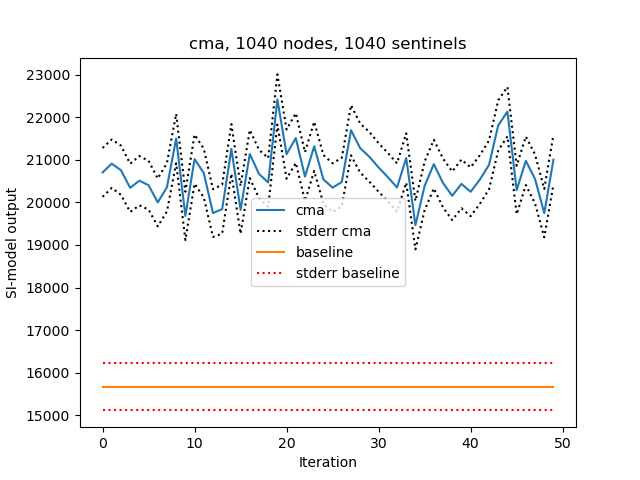 cma, 1040 nodes, 1040 sentinels
SI-model output
23000
22000
21000
20000
19000
18000
17000
16000
15000
cma
stderr cma
baseline
stderr baseline
0 10 20 30 40 50
Iteration